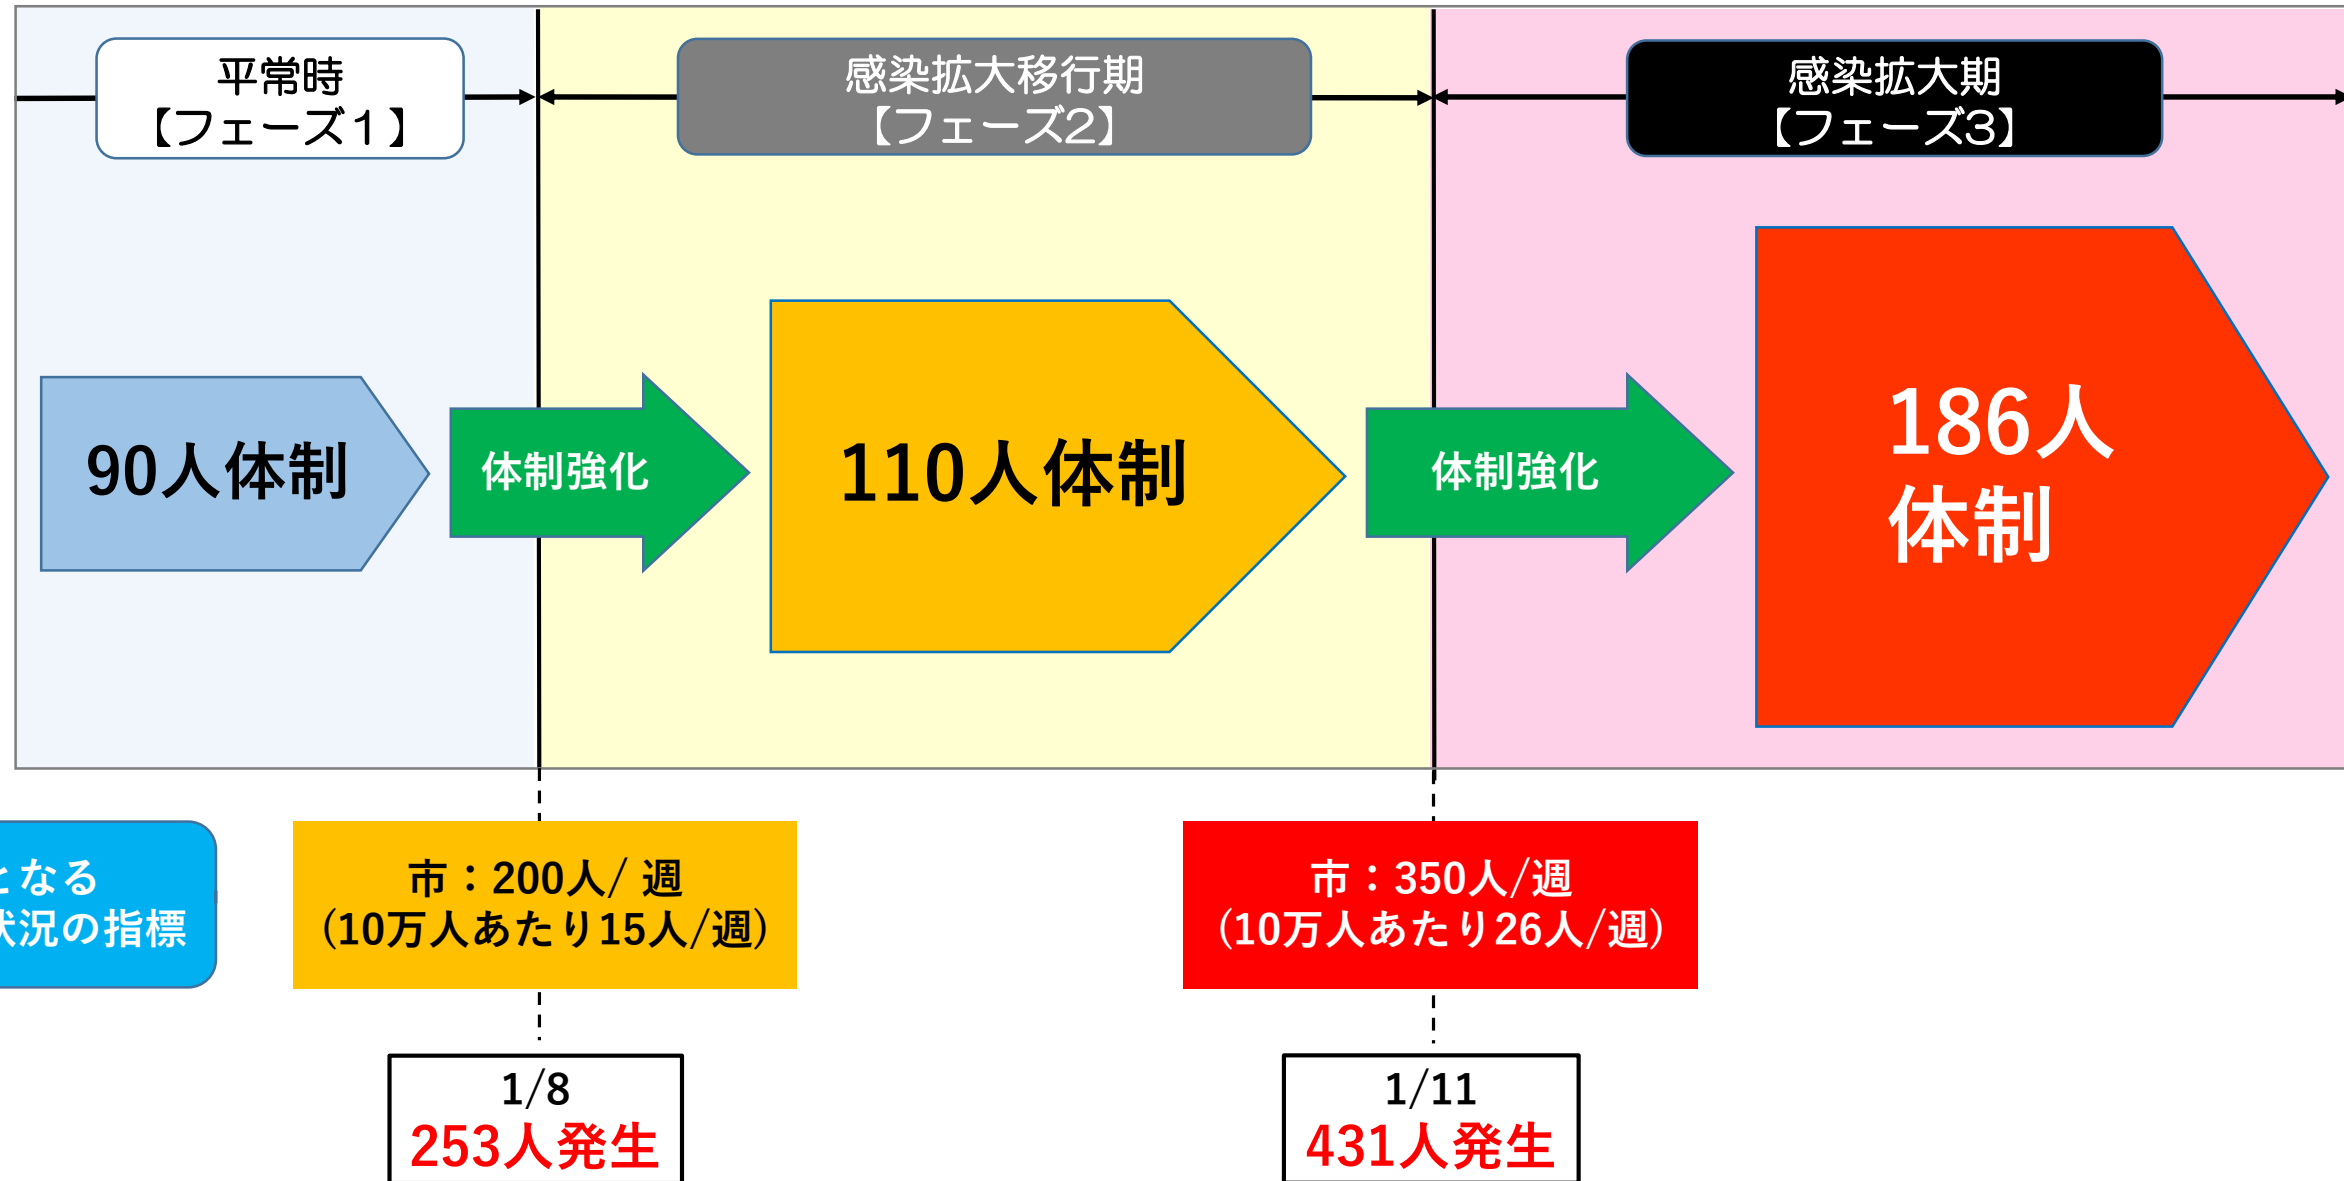 平常時
【フェーズ１】
感染拡大移行期
【フェーズ2】
感染拡大期
【フェーズ3】
90人体制
体制強化
110人体制
体制強化
186人
体制
となる
状況の指標
市：200人/ 週
（10万人あたり15人/週）
市：350人/週
（10万人あたり26人/週）
1/8
253人発生
1/11
431人発生